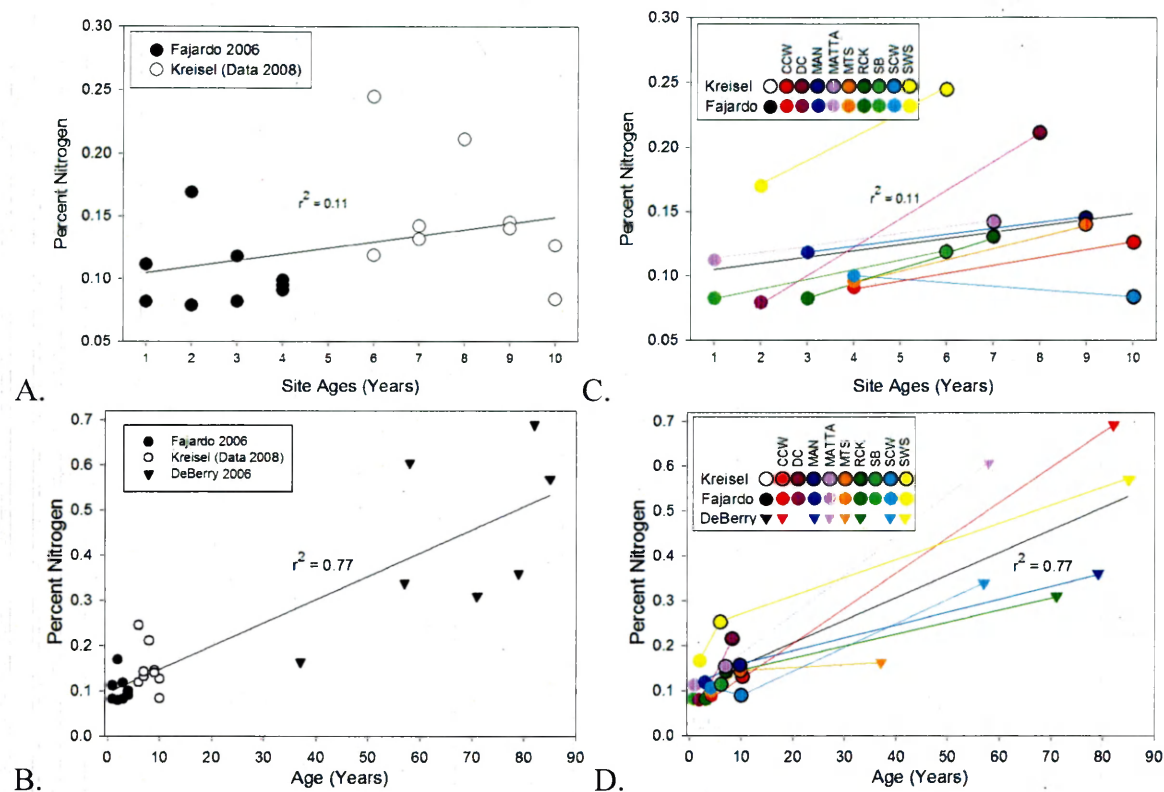 0.30
0.25
0.20
0.15
0.10
0.05
Percent Nitrogen
Fajardo 2006
Kreisel (Data 2008)
r² = 0.11
1 2 3 4 5 6 7 8 9 10
Site Ages (Years)
A.
0.30
0.25
0.20
0.15
0.10
0.05
Percent Nitrogen
CCW DC MAN MATTA MTS RCK SB SCW SWS
Kreisel
Fajardo
r² = 0.11
1 2 3 4 5 6 7 8 9 10
Site Ages (Years)
C.
0.7
0.6
0.5
0.4
0.3
0.2
0.1
0.0
Percent Nitrogen
Fajardo 2006
Kreisel (Data 2008)
DeBerry 2006
r² = 0.77
0 10 20 30 40 50 60 70 80 90
Age (Years)
B.
0.7
0.6
0.5
0.4
0.3
0.2
0.1
0.0
Percent Nitrogen
CCW DC MAN MATTA MTS RCK SB SCW SWS
Kreisel
Fajardo
DeBerry
r² = 0.77
0 10 20 30 40 50 60 70 80 90
Age (Years)
D.